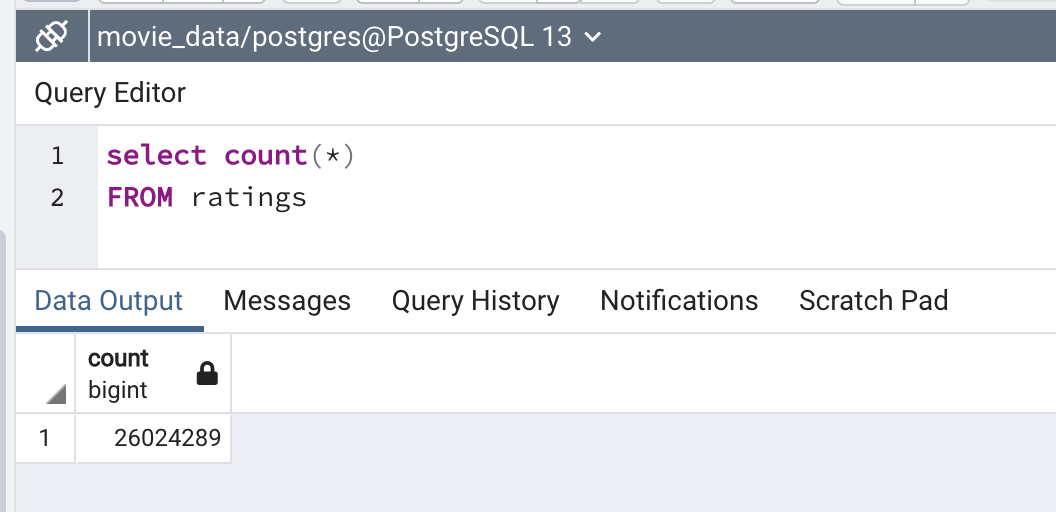 movie_data/postgres@PostgreSQL 13
Query Editor
1 select count(*)
2 FROM ratings
Data Output Messages Query History Notifications Scratch Pad
count
bigint
1 26024289